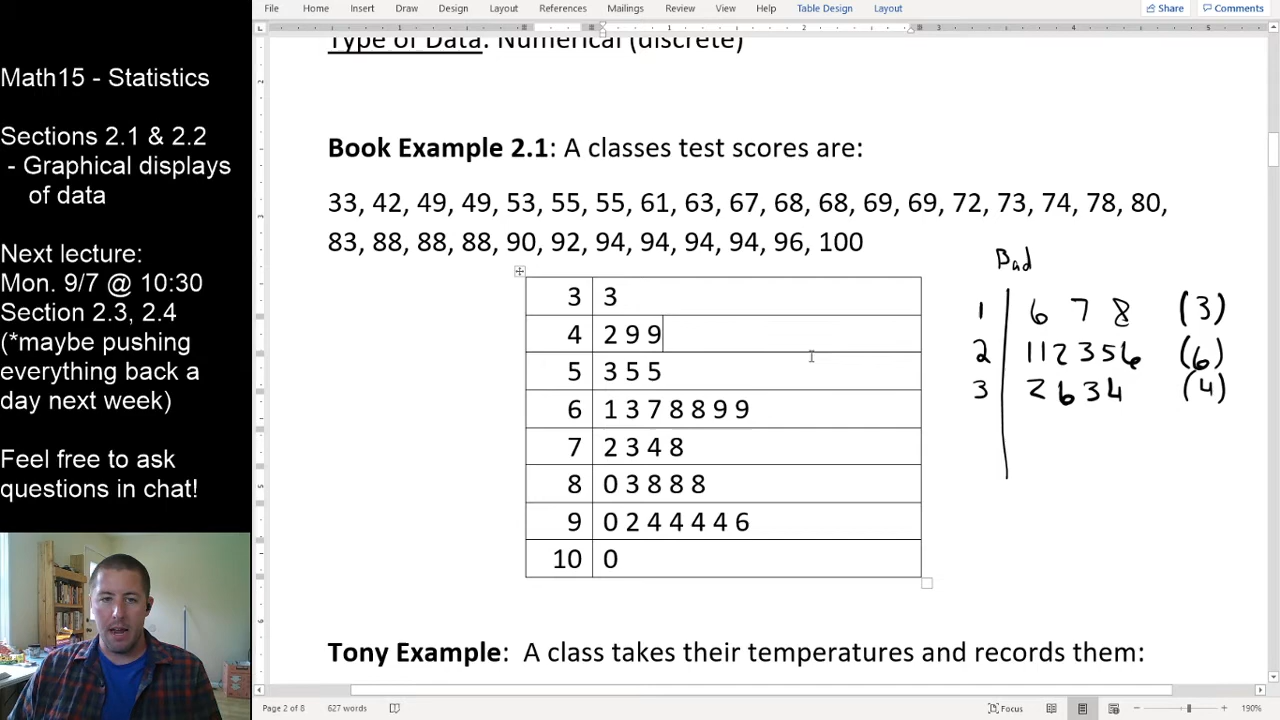 File Home Insert Draw Design Layout References Mailings Review View Help Table Design Layout Share Comments
Math15 - Statistics
Sections 2.1 & 2.2
- Graphical displays
of data
Next lecture:
Mon. 9/7 @ 10:30
Section 2.3, 2.4
(*maybe pushing
everything back a
day next week)
Feel free to ask
questions in chat!
Type of Data: Numerical (discrete)
Book Example 2.1: A classes test scores are:
33, 42, 49, 49, 53, 55, 55, 61, 63, 67, 68, 68, 69, 69, 72, 73, 74, 78, 80,
83, 88, 88, 88, 90, 92, 94, 94, 94, 94, 96, 100
3 3
4 2 9 9
5 3 5 5
6 1 3 7 8 8 9 9
7 2 3 4 8
8 0 3 8 8 8
9 0 2 4 4 4 4 6
10 0
Bad
1 6 7 8 (3)
2 1 1 2 3 5 6 (6)
3 2 6 3 4 (4)
Tony Example: A class takes their temperatures and records them:
Page 2 of 8 627 words Focus 190%